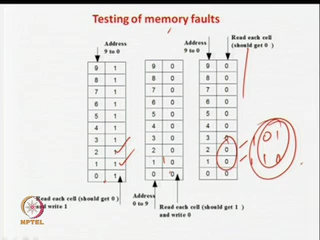 Testing of memory faults
Address
9 to 0
Address
9 to 0
Read each cell
(should get 0 )
9 1
8 1
7 1
6 1
5 1
4 1
3 1
2 1
1 1
0 1
9 0
8 0
7 0
6 0
5 0
4 0
3 0
2 0
1 0
0 0
9 0
8 0
7 0
6 0
5 0
4 0
3 0
2 0
1 0
0 0
0 1
1 0
Read each cell (should get 0 )
and write 1
Address
0 to 9
Read each cell (should get 1 )
and write 0
NPTEL